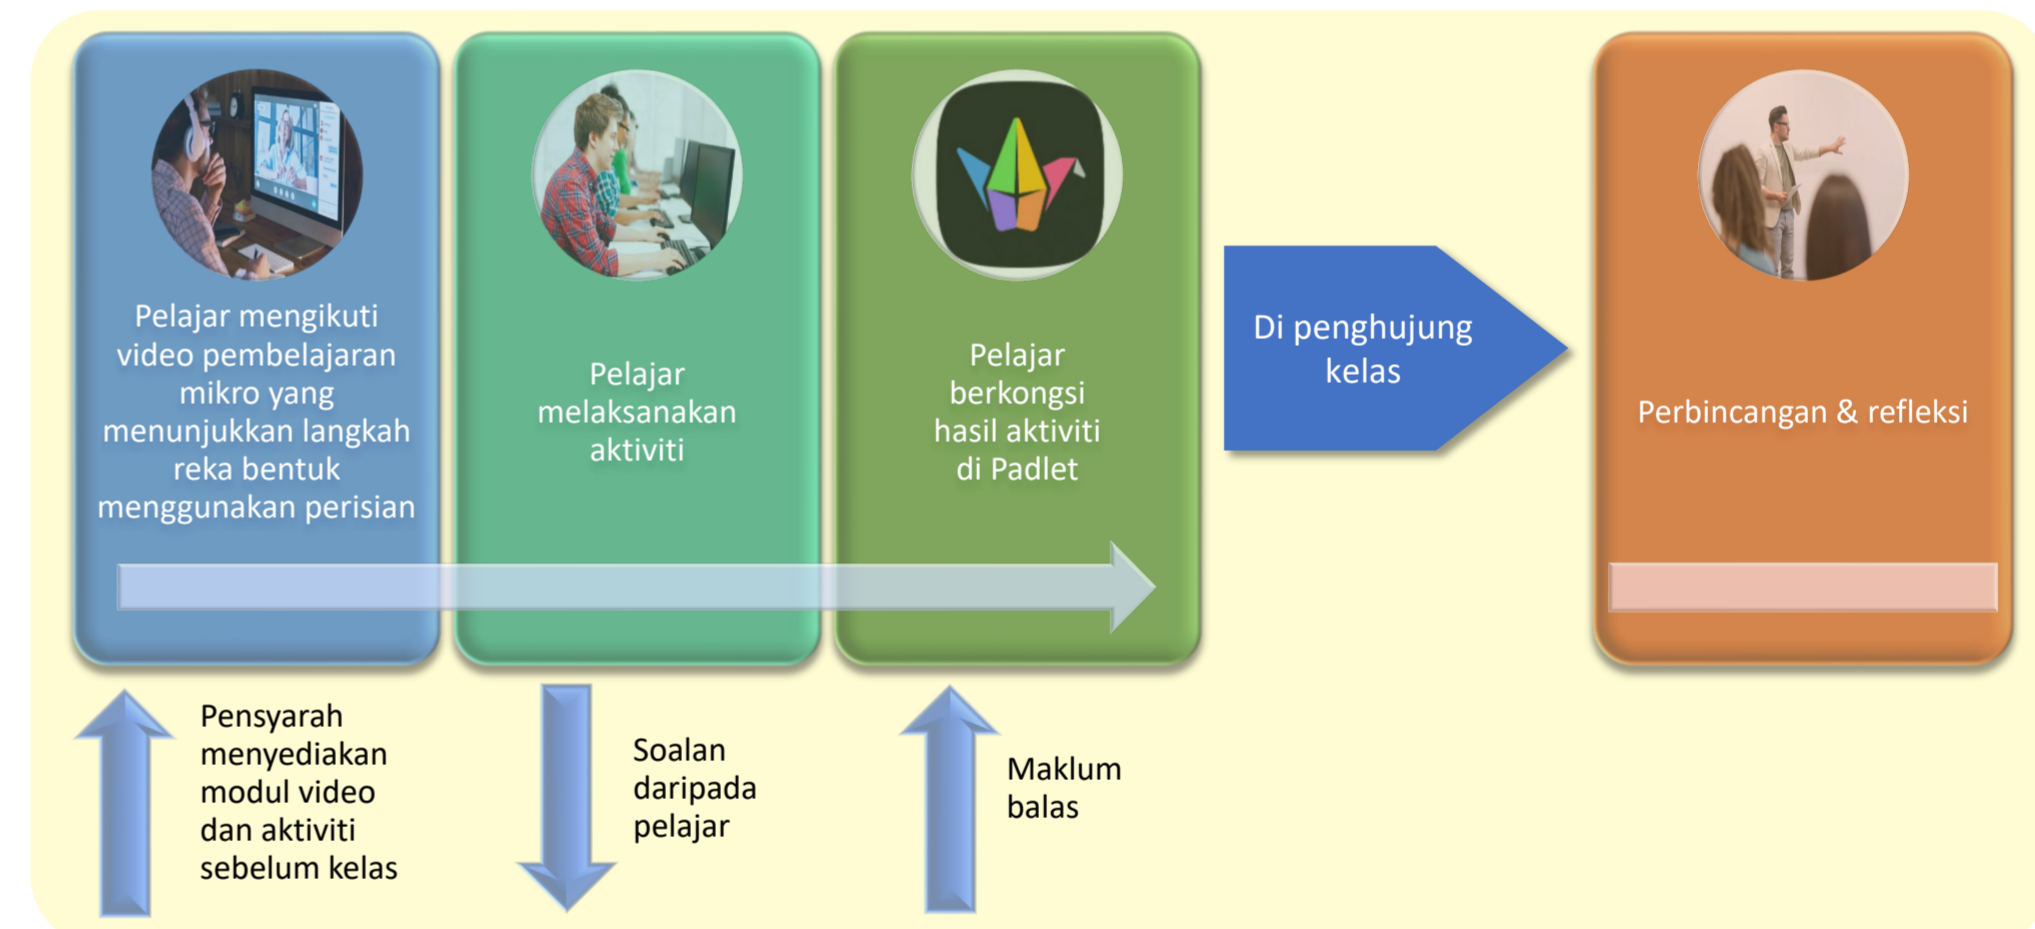 Pelajar mengikuti
video pembelajaran
mikro yang
menunjukkan langkah
reka bentuk
menggunakan perisian
Pelajar
melaksanakan
aktiviti
Pelajar
berkongsi
hasil aktiviti
di Padlet
Di penghujung
kelas
Perbincangan & refleksi
Pensyarah
menyediakan
modul video
dan aktiviti
sebelum kelas
Soalan
daripada
pelajar
Maklum
balas